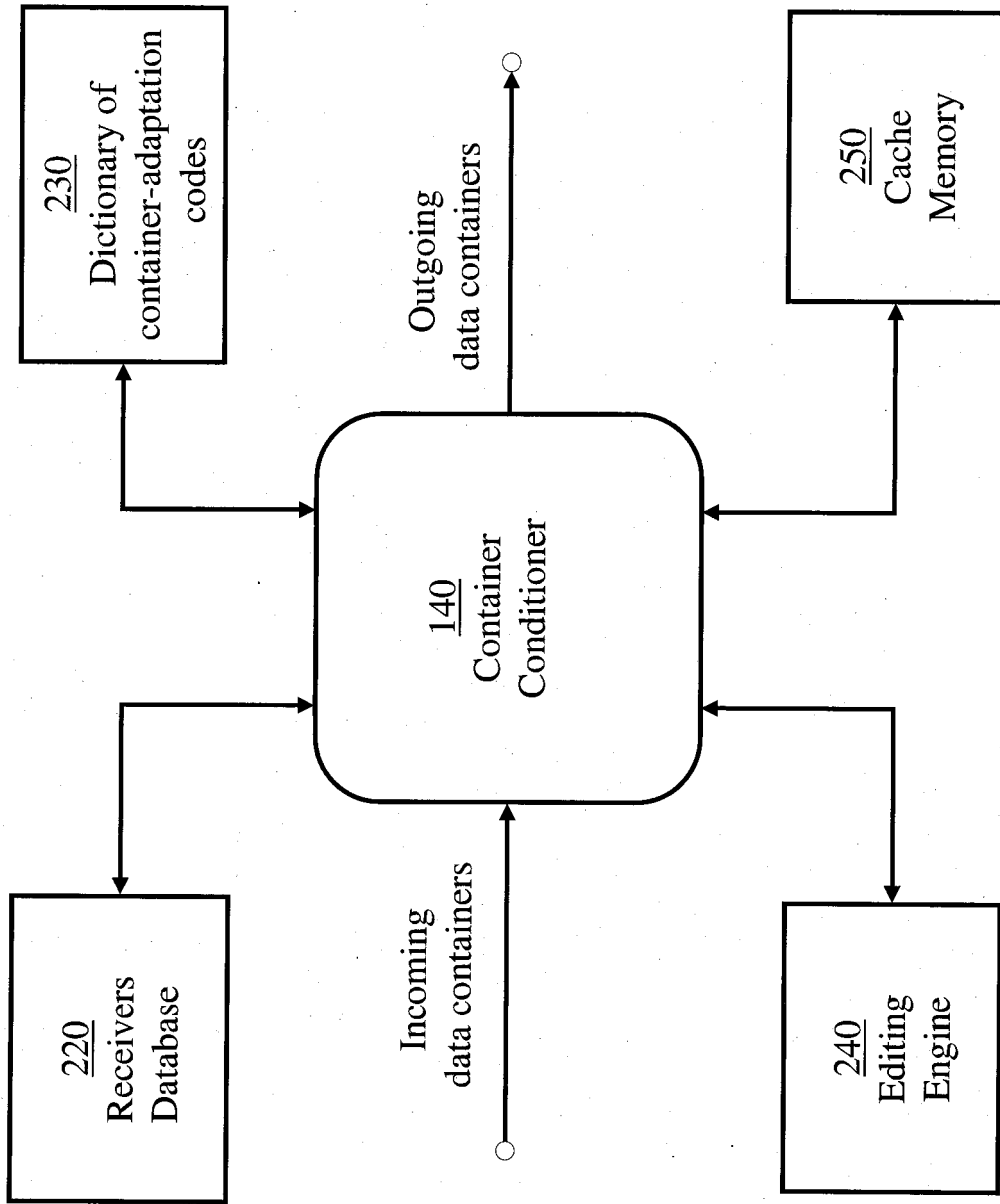 220
Receivers
Database
230
Dictionary of
container-adaptation
codes
Incoming
data containers
140
Container
Conditioner
Outgoing
data containers
240
Editing
Engine
250
Cache
Memory